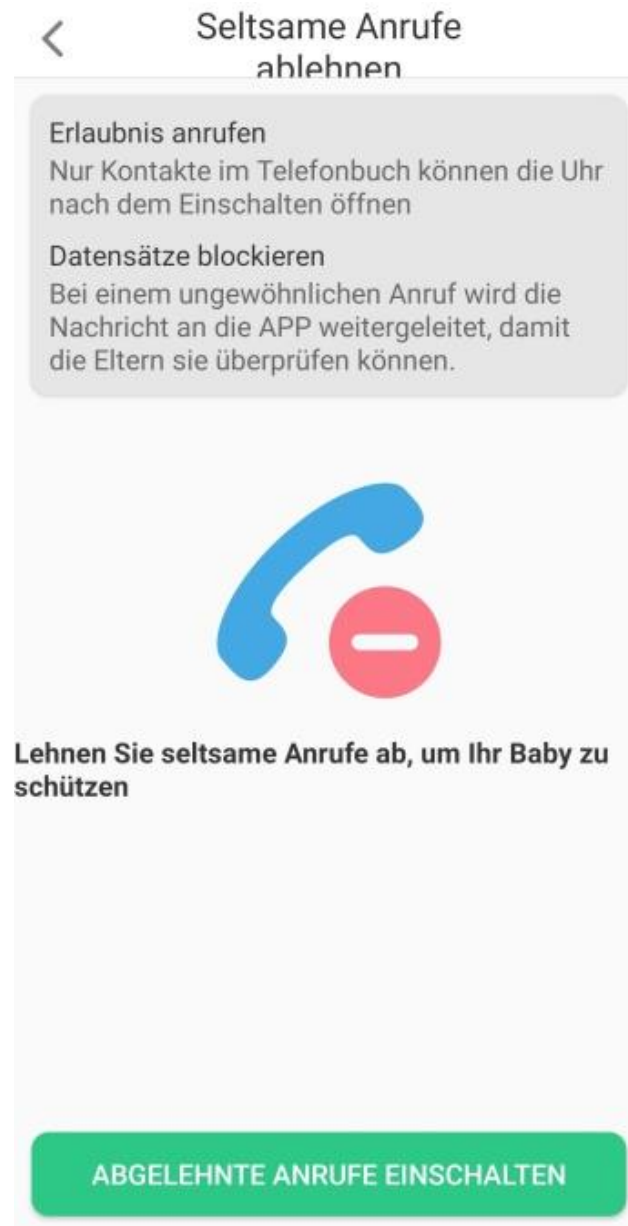 Seltsame Anrufe
ablehnen
Erlaubnis anrufen
Nur Kontakte im Telefonbuch können die Uhr
nach dem Einschalten öffnen
Datensätze blockieren
Bei einem ungewöhnlichen Anruf wird die
Nachricht an die APP weitergeleitet, damit
die Eltern sie überprüfen können.
Lehnen Sie seltsame Anrufe ab, um Ihr Baby zu
schützen
ABGELEHNTE ANRUFE EINSCHALTEN